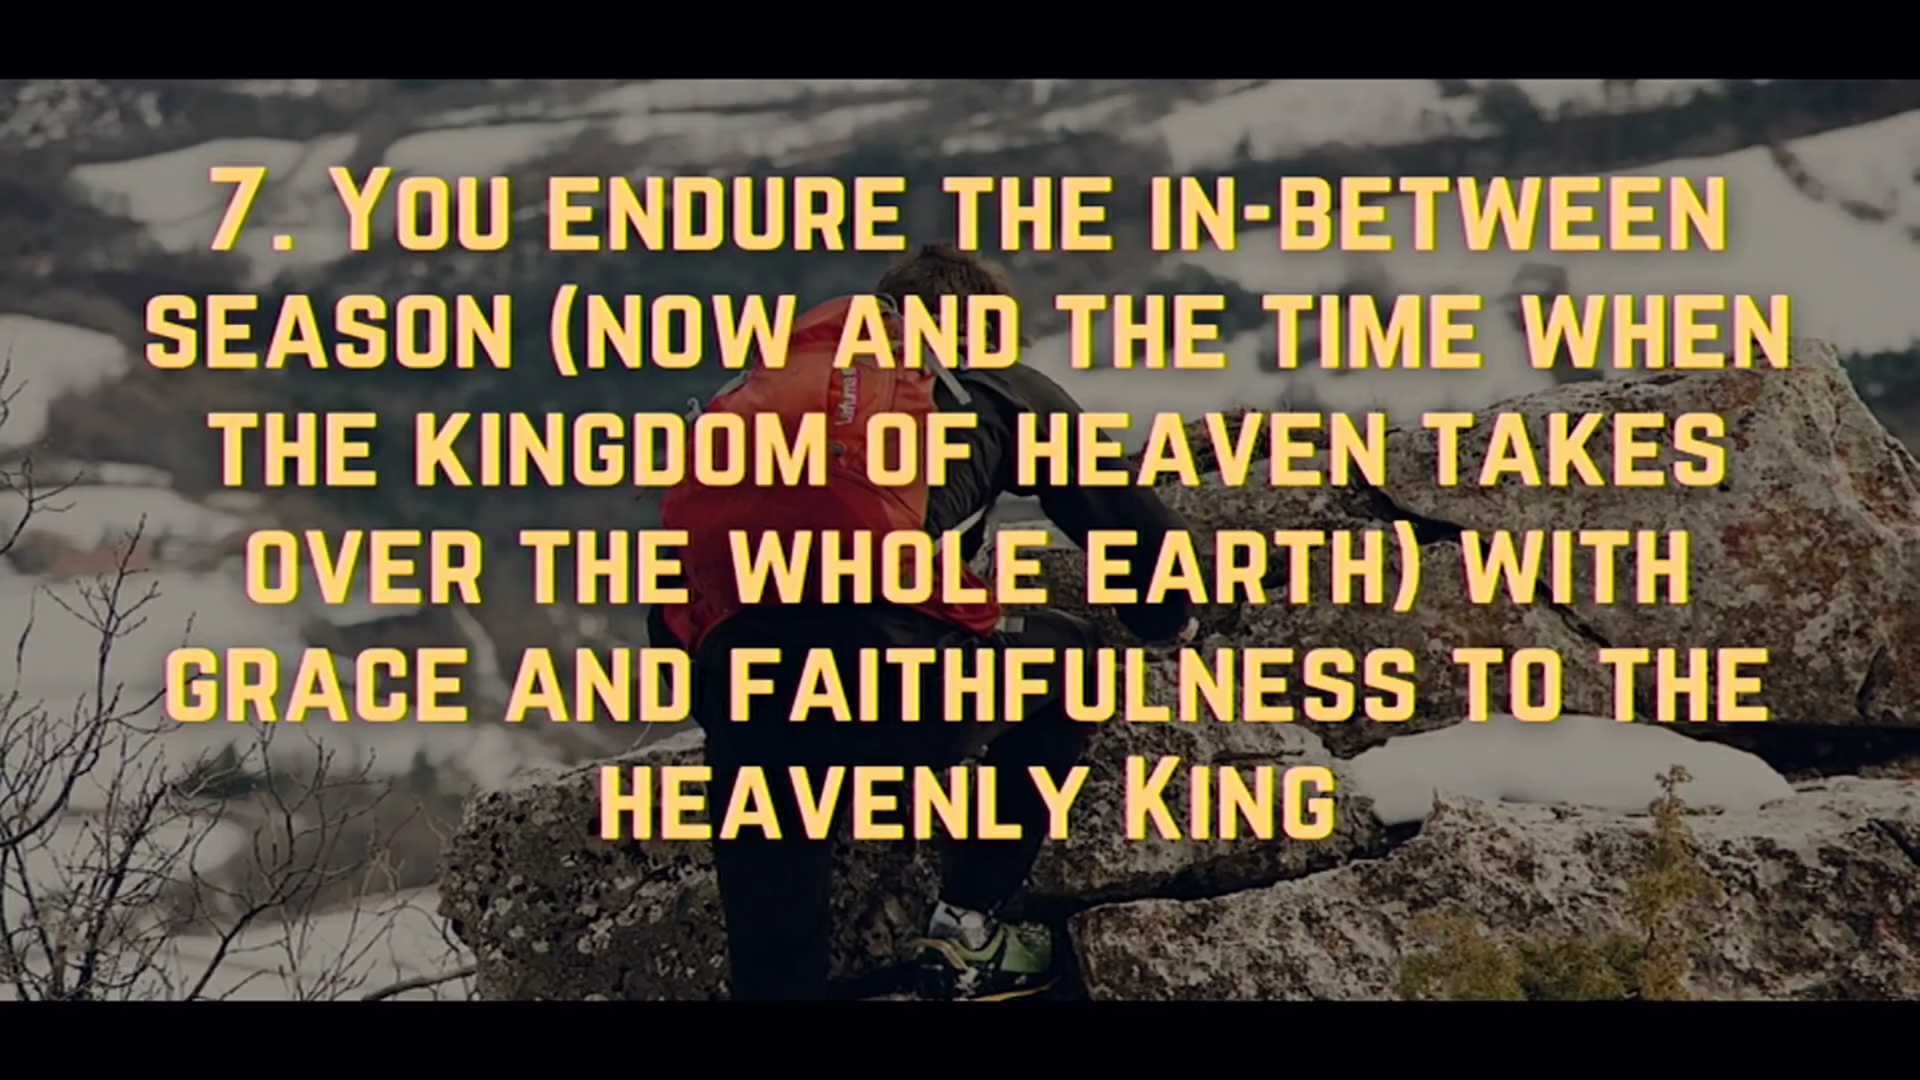 7. You endure the in-between
season (now and the time when
the kingdom of heaven takes
over the whole earth) with
grace and faithfulness to the
heavenly King